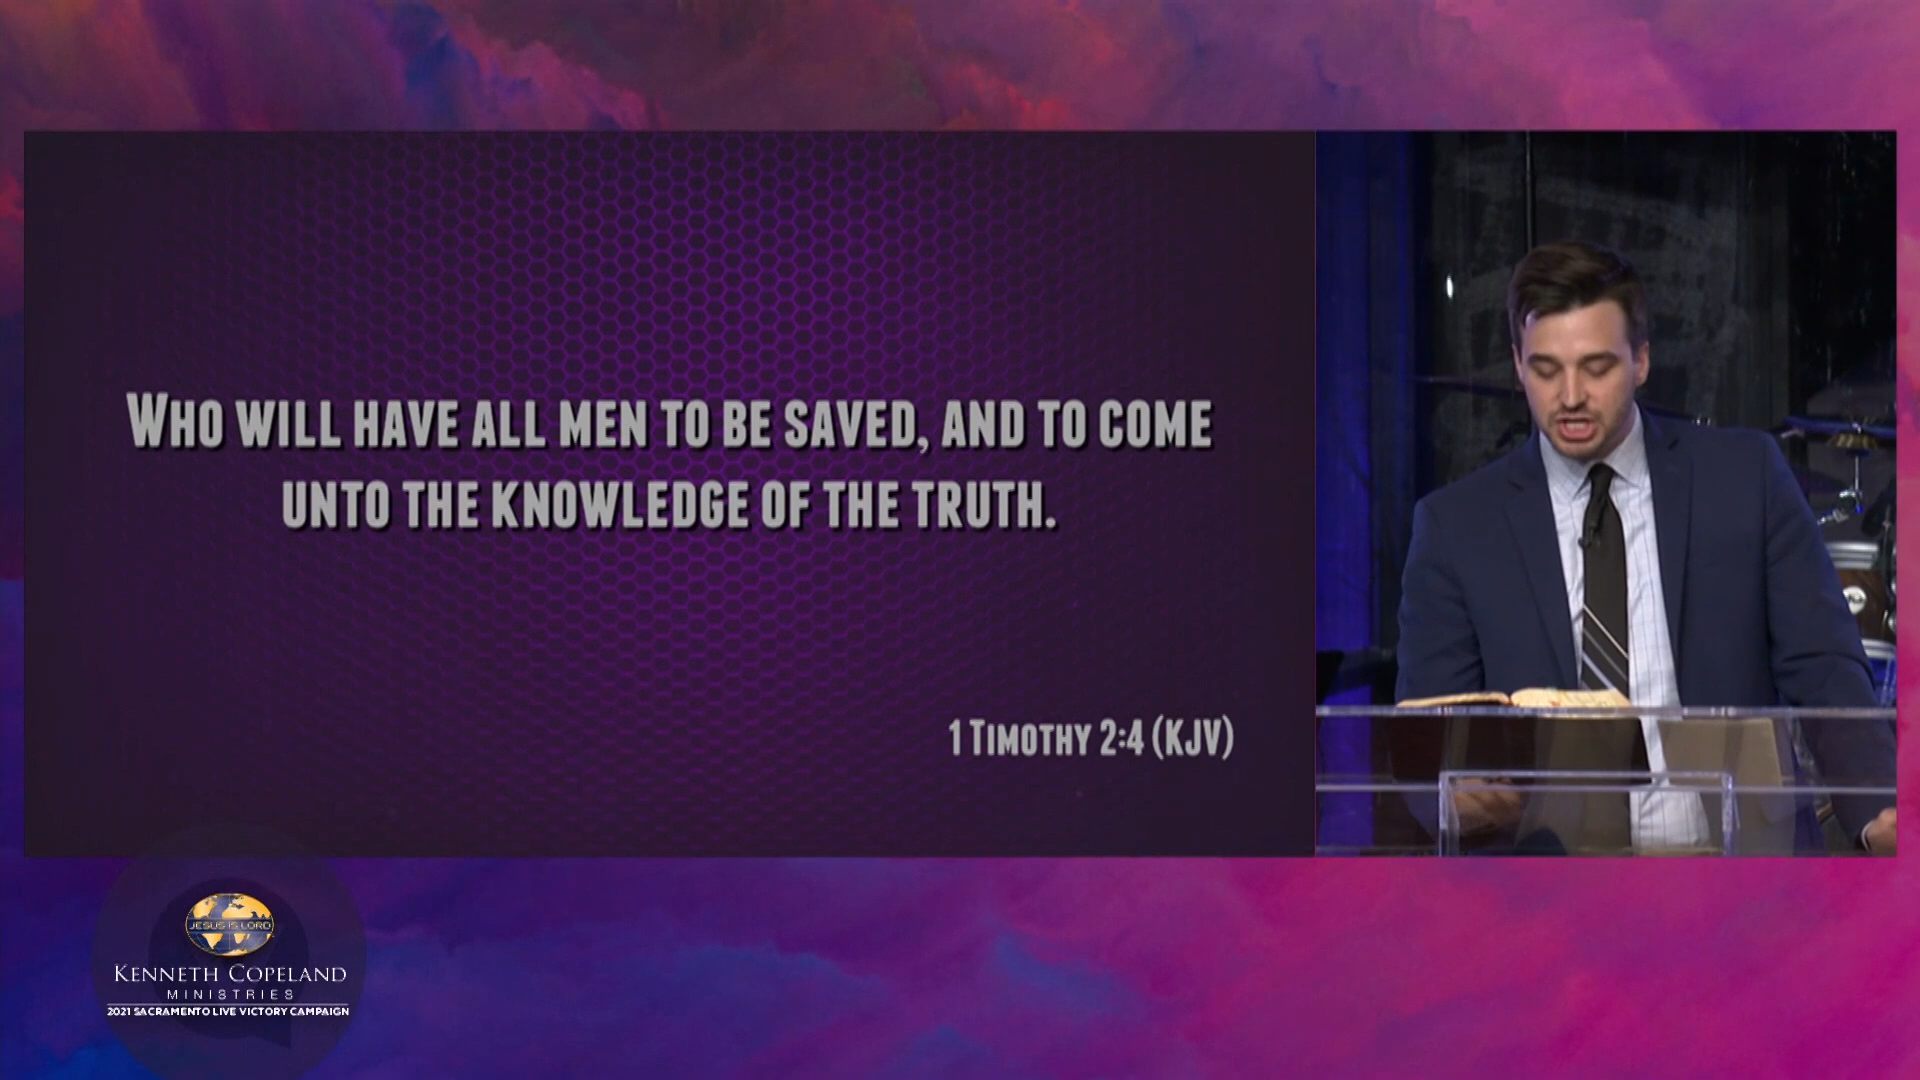 Who will have all men to be saved, and to come
unto the knowledge of the truth.
1 Timothy 2:4 (KJV)
JESUS IS LORD
KENNETH COPELAND
MINISTRIES
2021 SACRAMENTO LIVE VICTORY CAMPAIGN